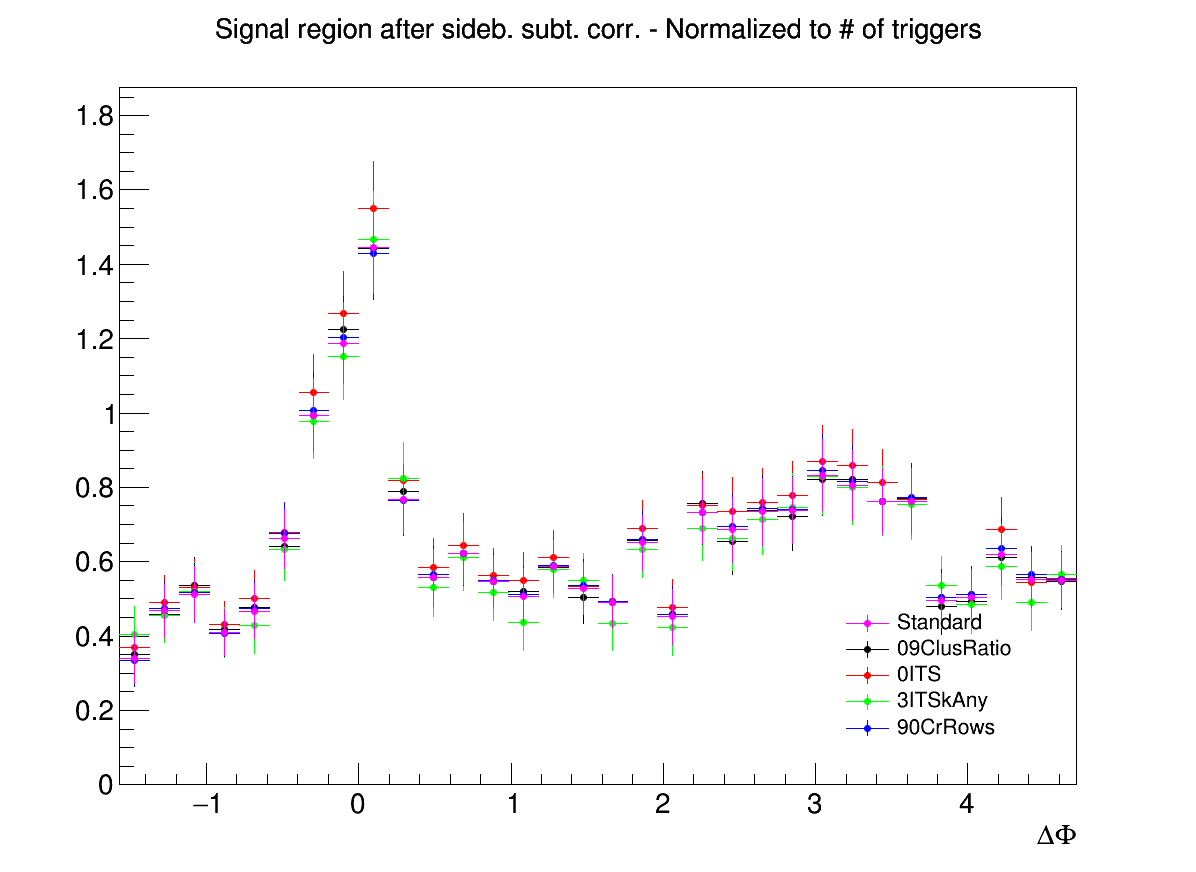 Signal region after sideb. subt. corr. - Normalized to # of triggers
1.8
1.6
1.4
1.2
1
0.8
0.6
0.4
0.2
0
Standard
09ClusRatio
0ITS
3ITSkAny
90CrRows
−1 0 1 2 3 4
ΔΦ